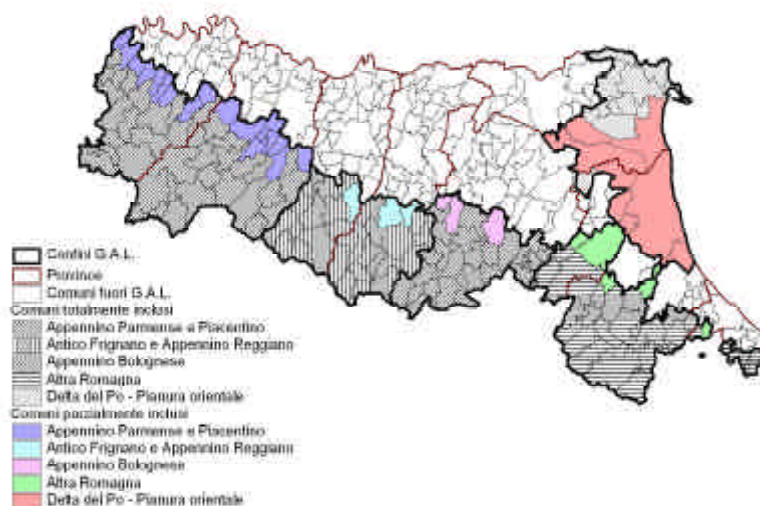 Confini G.A.L.
Province
Comuni fuori G.A.L.
Comuni totalmente inclusi
Appennino Parmense e Piacentino
Antico Frignano e Appennino Reggiano
Appennino Bolognese
Altra Romagna
Delta del Po - Pianura orientale
Comuni parzialmente inclusi
Appennino Parmense e Piacentino
Antico Frignano e Appennino Reggiano
Appennino Bolognese
Altra Romagna
Delta del Po - Pianura orientale